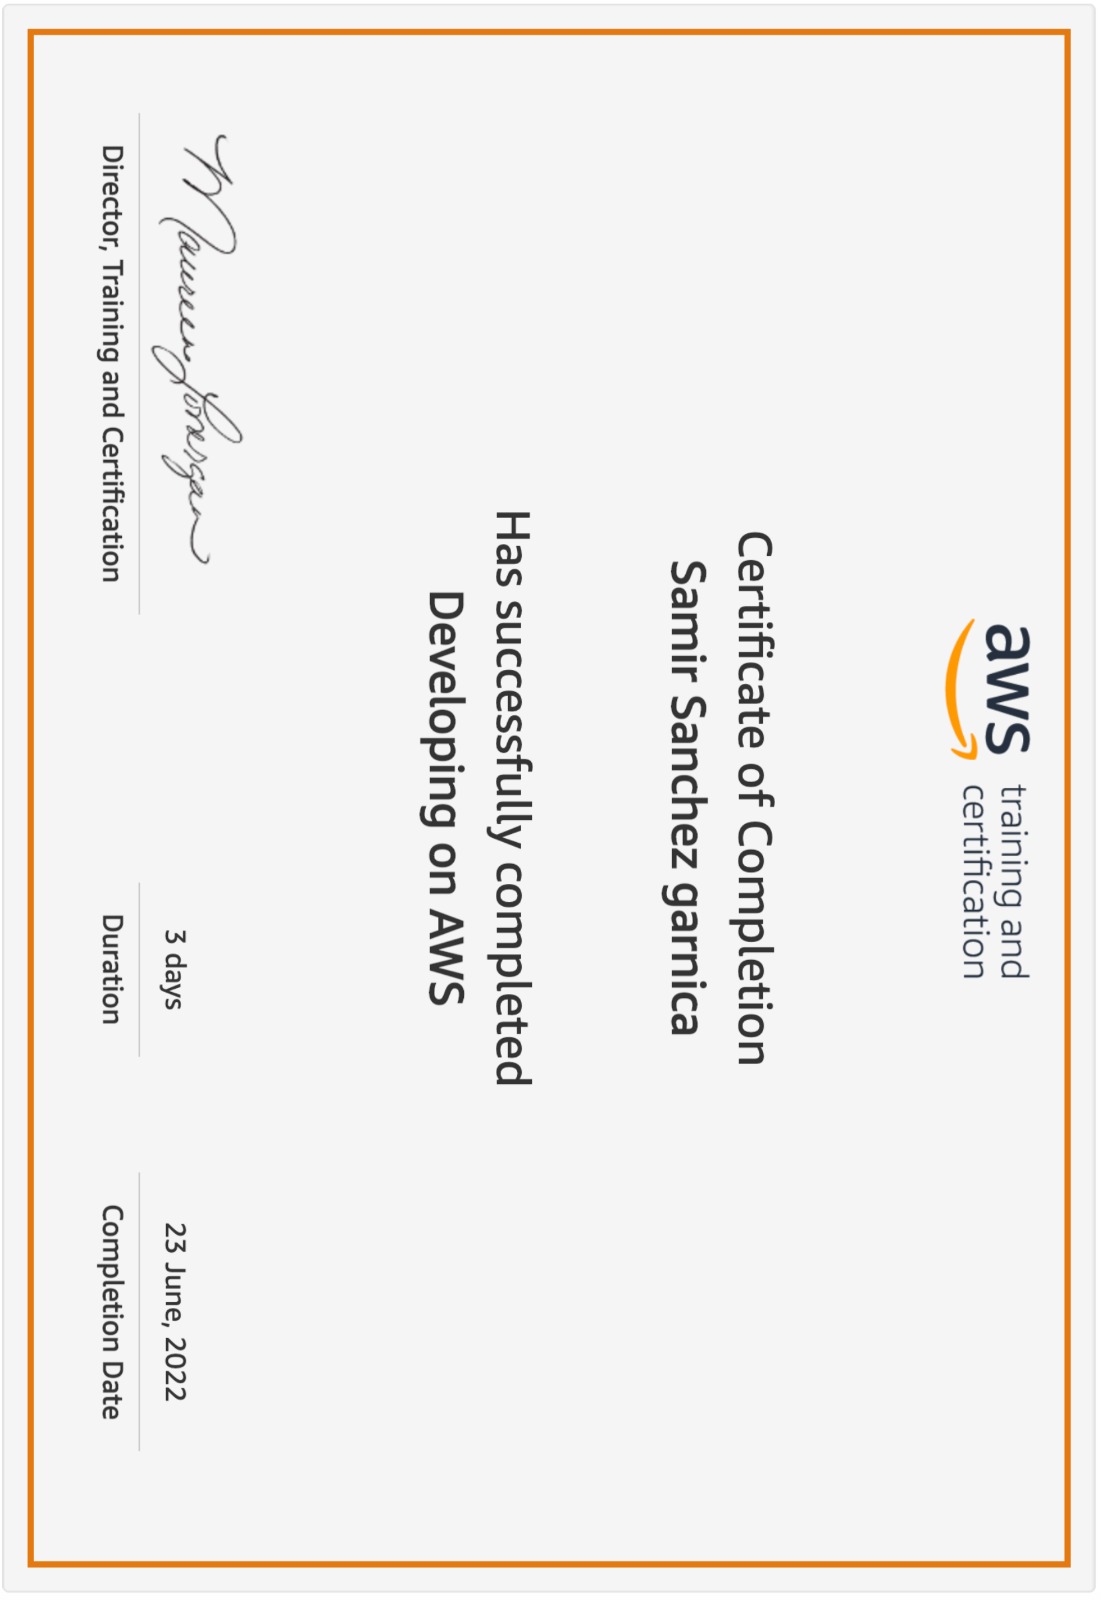 aws training and
certification
Certificate of Completion
Samir Sanchez garnica
Has successfully completed
Developing on AWS
Maureen Lonergan
Director, Training and Certification
3 days
Duration
23 June, 2022
Completion Date